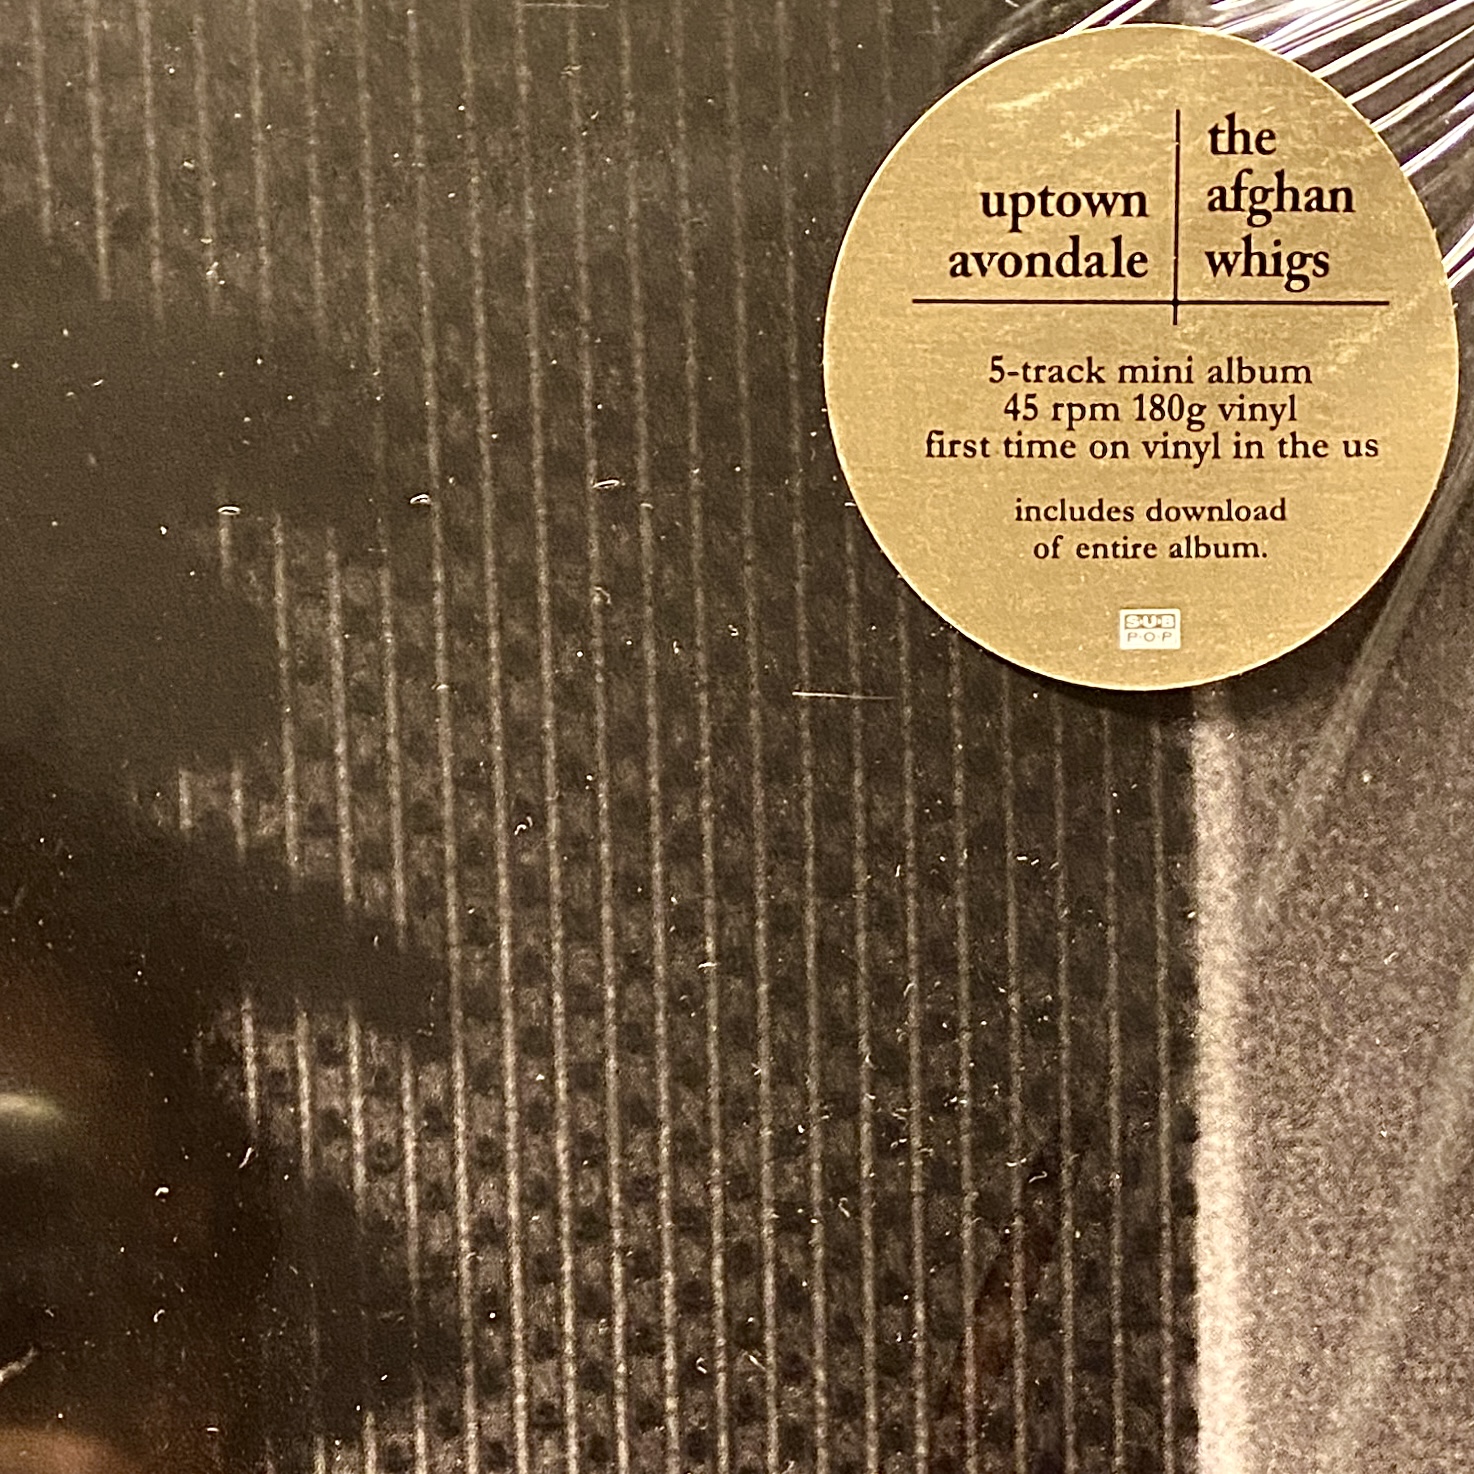 uptown
avondale
the
afghan
whigs
5-track mini album
45 rpm 180g vinyl
first time on vinyl in the us
includes download
of entire album.
SUB
POP